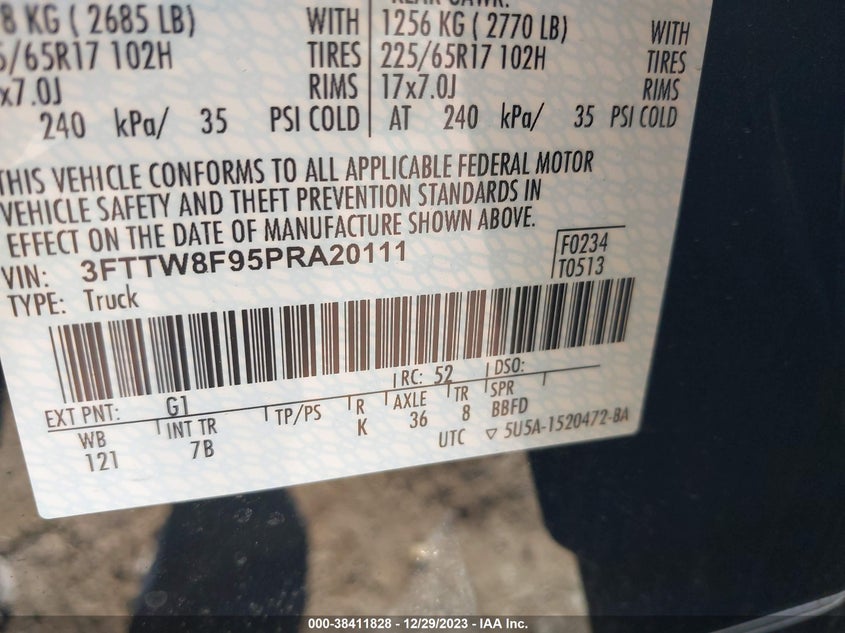 8 KG ( 2685 LB) WITH
/65R17 102H TIRES
x7.0J RIMS
240 kPa/ 35 PSI COLD
1256 KG ( 2770 LB) WITH
225/65R17 102H TIRES
17x7.0J RIMS
AT 240 kPa/ 35 PSI COLD
THIS VEHICLE CONFORMS TO ALL APPLICABLE FEDERAL MOTOR
VEHICLE SAFETY AND THEFT PREVENTION STANDARDS IN
EFFECT ON THE DATE OF MANUFACTURE SHOWN ABOVE.
VIN: 3FTTW8F95PRA20111
F0234
T0513
TYPE: Truck
EXT PNT: G1 RC: 52 DSO:
WB INT TR TP/PS R AXLE TR SPR
121 7B K 36 8 BBFD
UTC ▽ 5U5A-1520472-BA
000-38411828 - 12/29/2023 - IAA Inc.